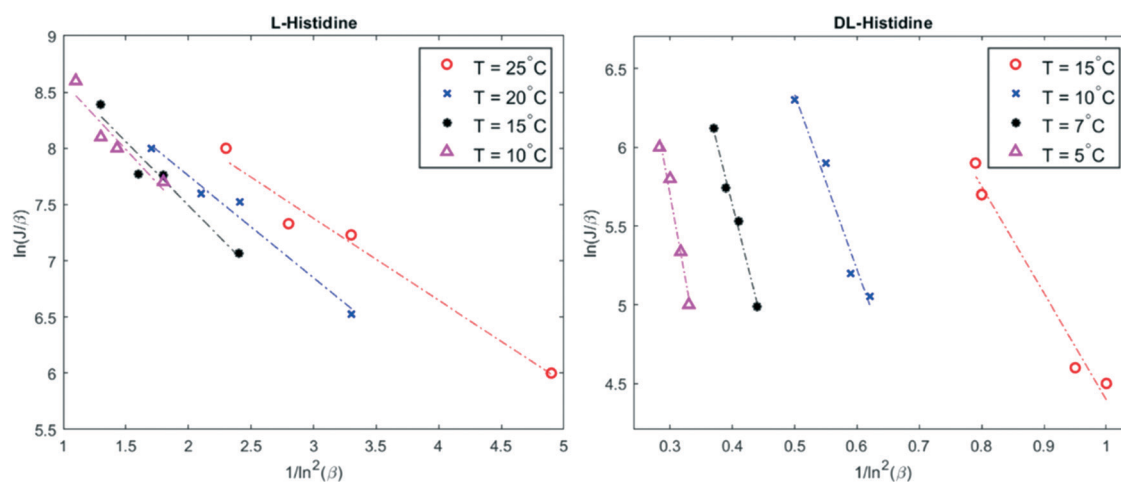 L-Histidine
9
8.5
8
7.5
7
6.5
6
5.5
ln(J/β)
1
1.5
2
2.5
3
3.5
4
4.5
5
1/ln²(β)
T = 25°C
T = 20°C
T = 15°C
T = 10°C
DL-Histidine
6.5
6
5.5
5
4.5
ln(J/β)
0.3
0.4
0.5
0.6
0.7
0.8
0.9
1
1/ln²(β)
T = 15°C
T = 10°C
T = 7°C
T = 5°C